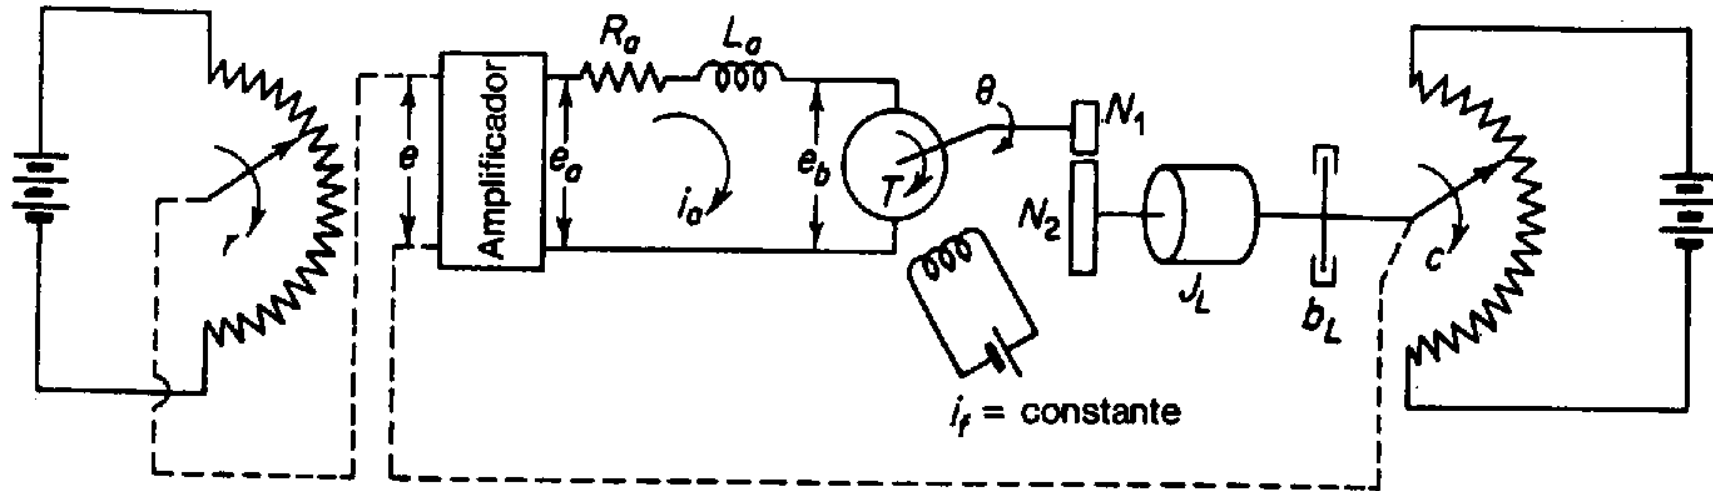 R_a
L_a
Amplificador
e
e_a
i_a
e_b
T
θ
N_1
N_2
r
J_L
b_L
c
i_f = constante